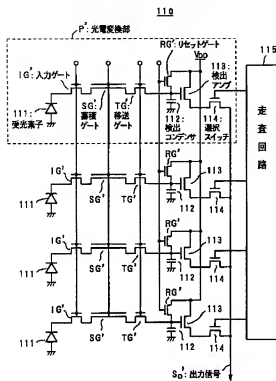 110
P': 光電変換部
RG': リセットゲート
VDD
115
IG': 入力ゲート
113: 検出アンプ
111: 受光素子
SG': 蓄積ゲート
TG': 移送ゲート
112: 検出コンデンサ
114: 選択スイッチ
走査回路
IG'
RG'
113
111
SG'
TG'
112
114
IG'
RG'
113
111
SG'
TG'
112
114
IG'
RG'
113
111
SG'
TG'
112
114
SO': 出力信号